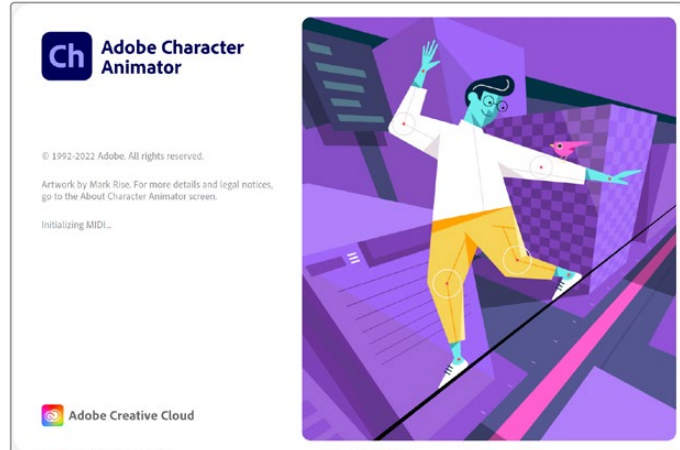 Ch
Adobe Character
Animator
© 1992-2022 Adobe. All rights reserved.
Artwork by Mark Rise. For more details and legal notices,
go to the About Character Animator screen.
Initializing MIDI...
Adobe Creative Cloud